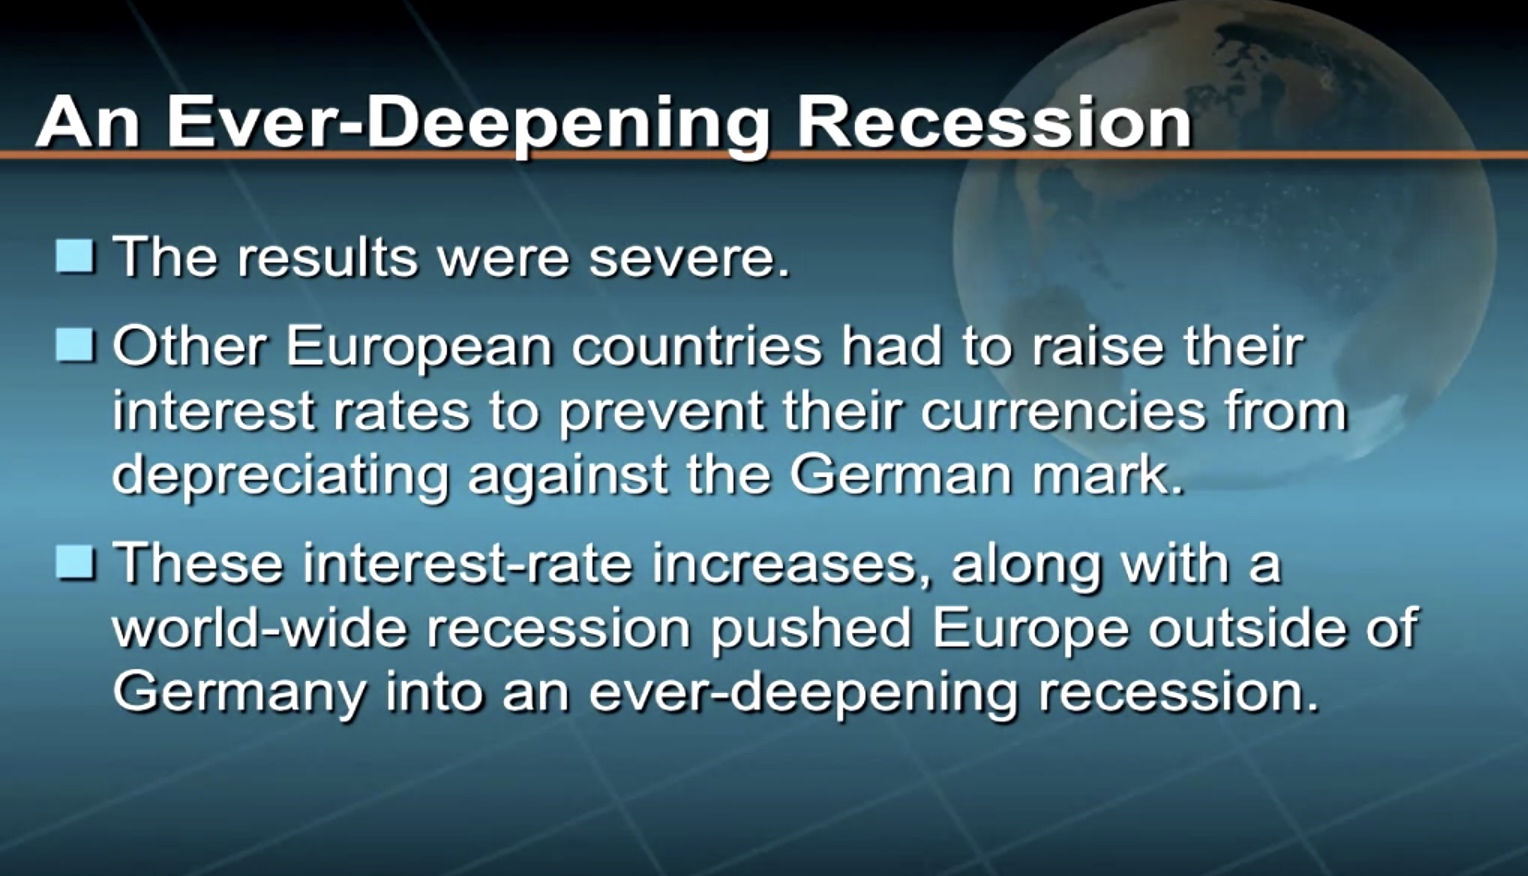 An Ever-Deepening Recession
The results were severe.
Other European countries had to raise their
interest rates to prevent their currencies from
depreciating against the German mark.
These interest-rate increases, along with a
world-wide recession pushed Europe outside of
Germany into an ever-deepening recession.